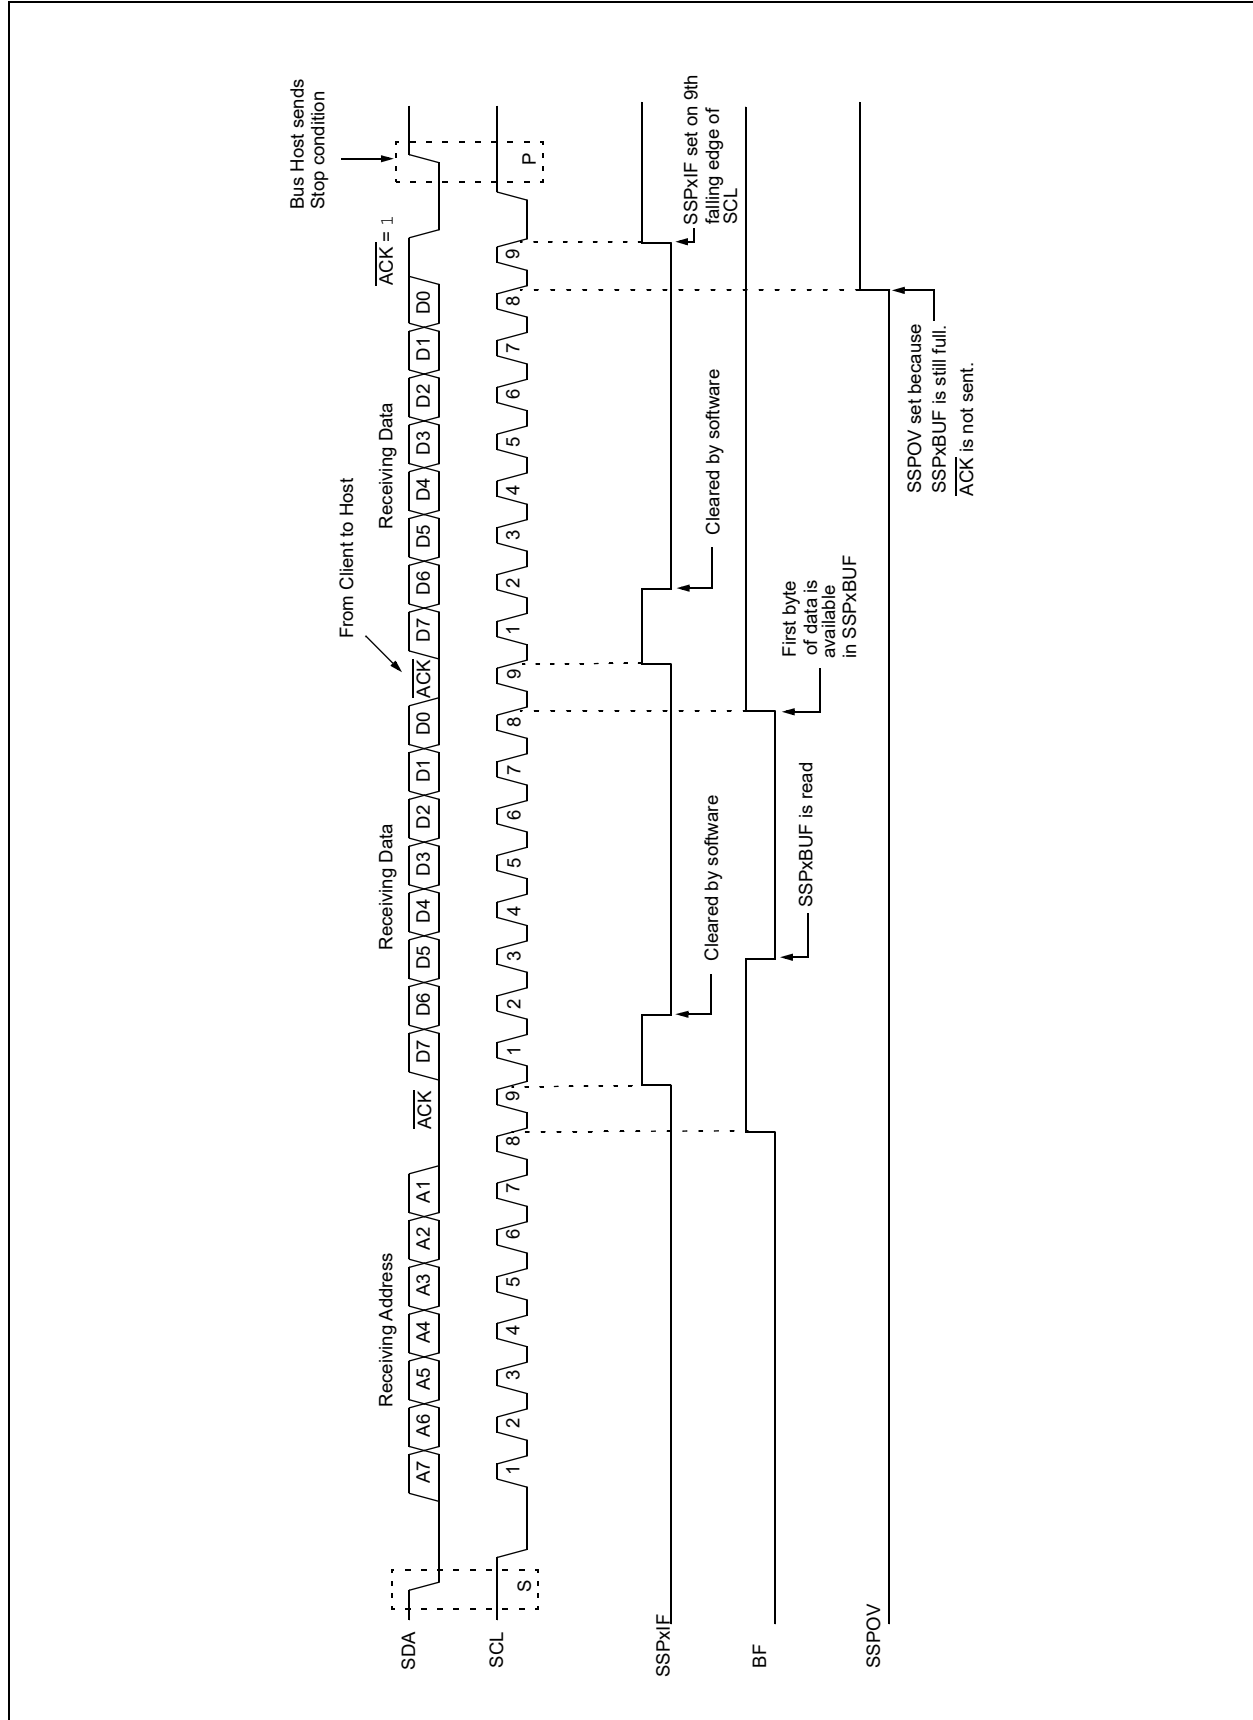 Bus Host sends
Stop condition
From Client to Host
Receiving Address
Receiving Data
Receiving Data
A̅C̅K̅ = 1
SDA
A7 A6 A5 A4 A3 A2 A1
A̅C̅K̅
D7 D6 D5 D4 D3 D2 D1 D0
A̅C̅K̅
D7 D6 D5 D4 D3 D2 D1 D0
SCL
S
1 2 3 4 5 6 7 8 9
1 2 3 4 5 6 7 8 9
1 2 3 4 5 6 7 8 9
P
SSPxIF
Cleared by software
Cleared by software
SSPxIF set on 9th
falling edge of
SCL
BF
SSPxBUF is read
First byte
of data is
available
in SSPxBUF
SSPOV
SSPOV set because
SSPxBUF is still full.
A̅C̅K̅ is not sent.